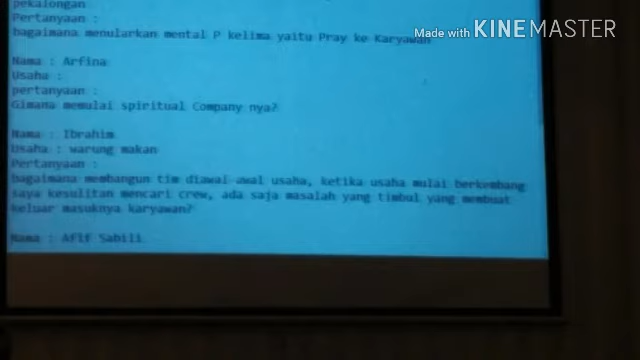 pekalongan
Pertanyaan :
bagaimana menularkan mental P kelima yaitu Pray ke Karyawan
Made with KINEMASTER
Nama : Arfina
Usaha :
pertanyaan :
Gimana memulai spiritual Company nya?
Nama : Ibrahim
Usaha : warung makan
Pertanyaan :
bagaimana membangun tim diawal awal usaha, ketika usaha mulai berkembang
saya kesulitan mencari crew, ada saja masalah yang timbul yang membuat
keluar masuknya karyawan?
Nama : Afif Sabili